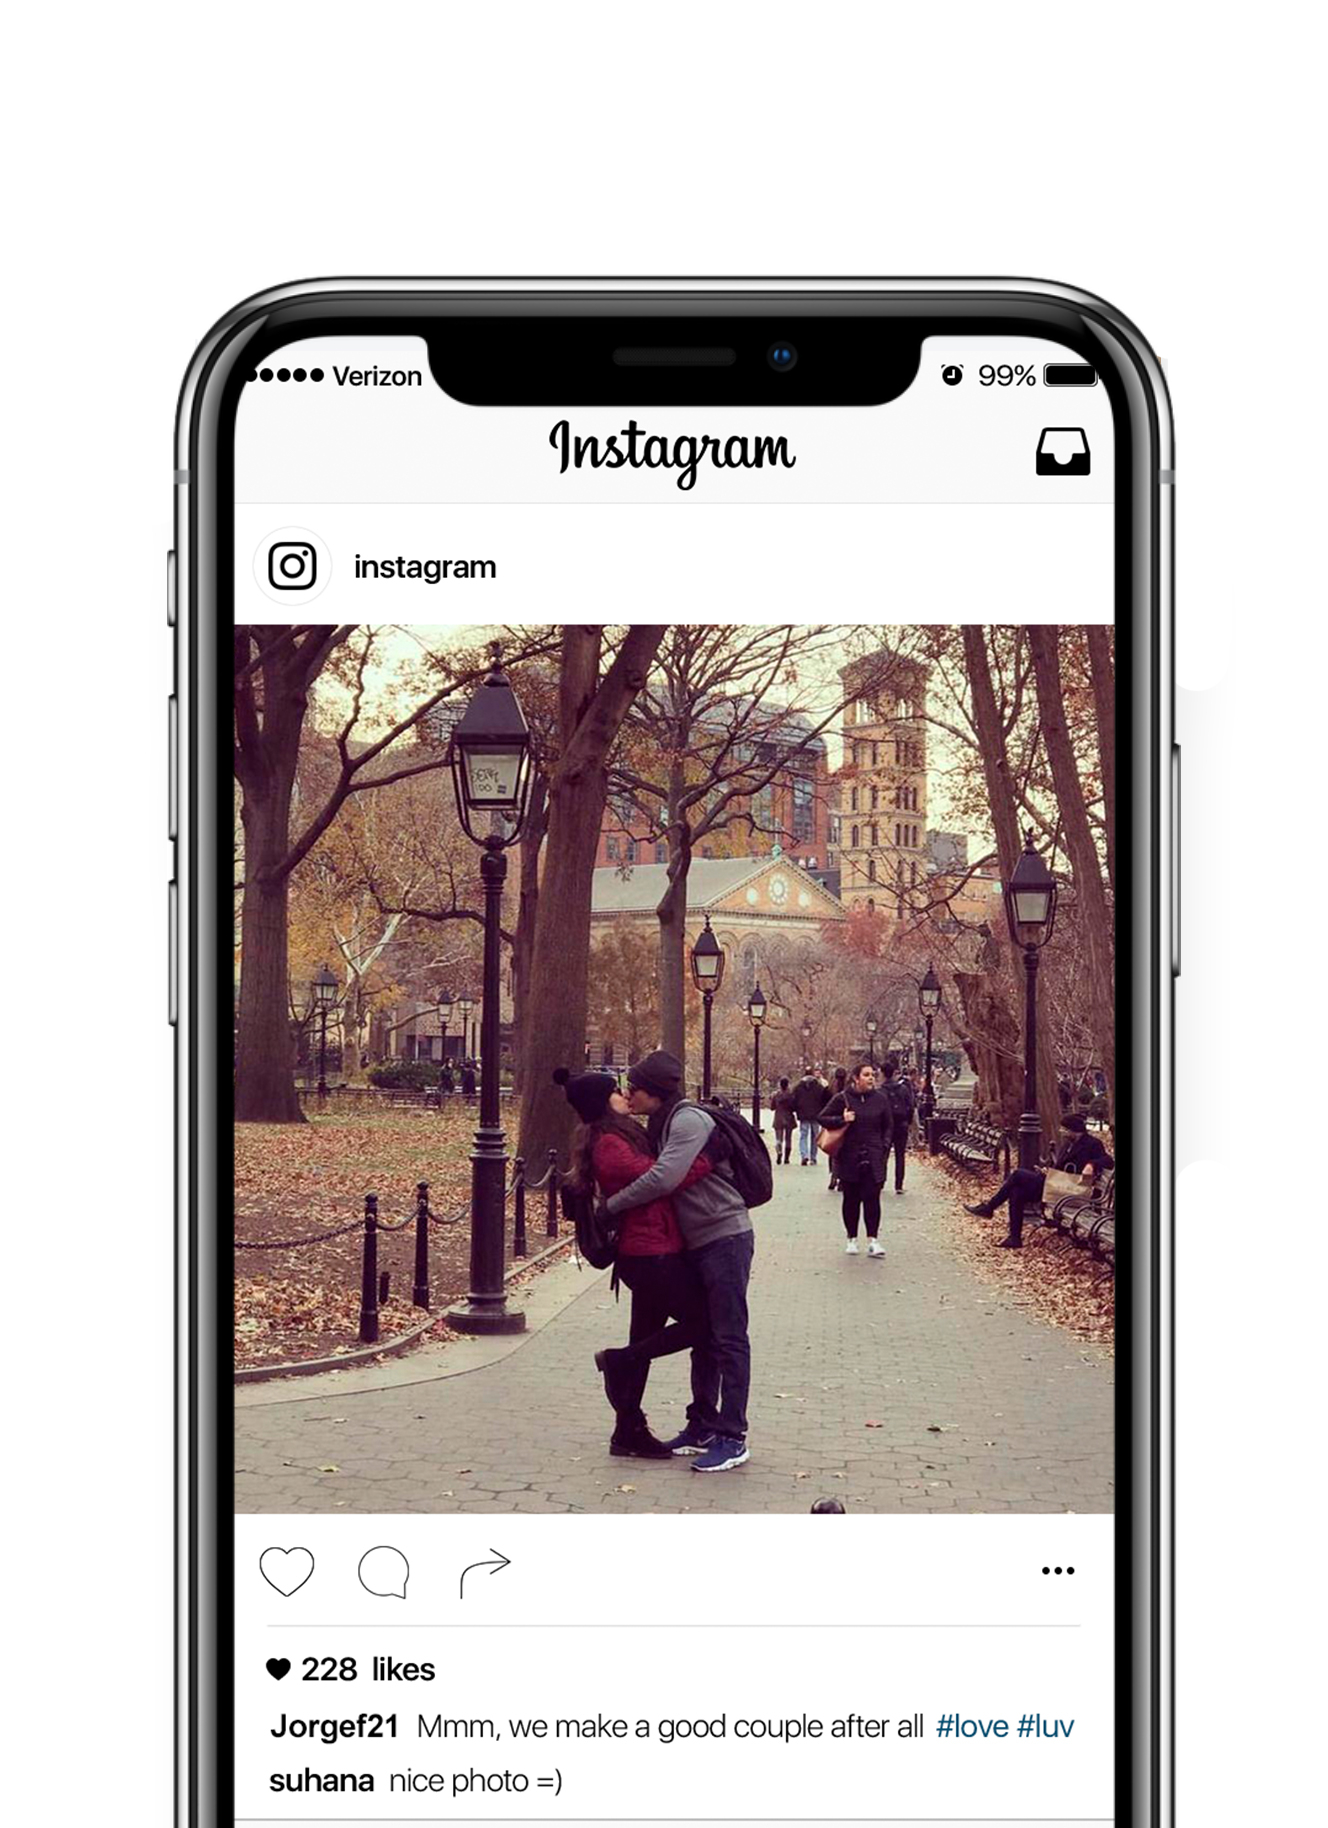 Verizon 99%
Instagram
instagram
228 likes
Jorgef21 Mmm, we make a good couple after all #love #luv
suhana nice photo =)